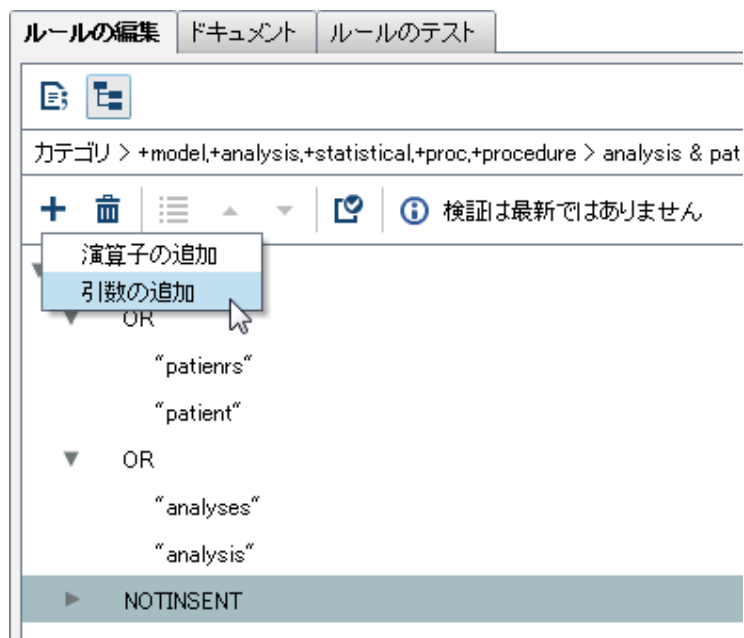 ルールの編集 ドキュメント ルールのテスト
カテゴリ > +model,+analysis,+statistical,+proc,+procedure > analysis & pat
検証は最新ではありません
演算子の追加
引数の追加
OR
"patienrs"
"patient"
OR
"analyses"
"analysis"
NOTINSENT